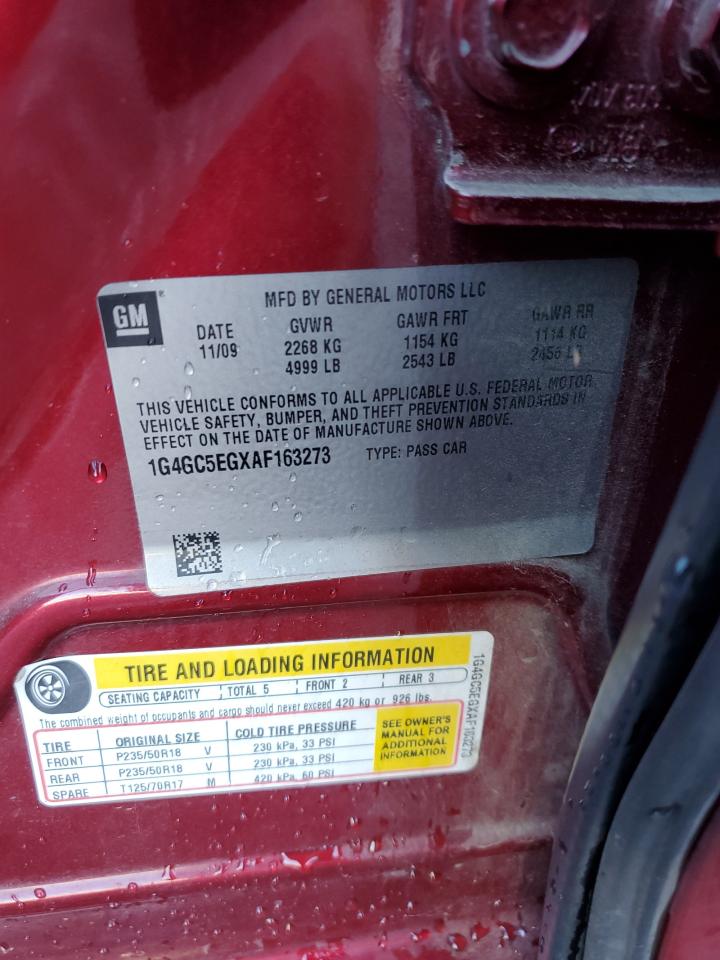 GM
MFD BY GENERAL MOTORS LLC
DATE GVWR GAWR FRT GAWR RR
11/09 2268 KG 1154 KG 1114 KG
4999 LB 2543 LB 2456 LB
THIS VEHICLE CONFORMS TO ALL APPLICABLE U.S. FEDERAL MOTOR
VEHICLE SAFETY, BUMPER, AND THEFT PREVENTION STANDARDS IN
EFFECT ON THE DATE OF MANUFACTURE SHOWN ABOVE.
1G4GC5EGXAF163273 TYPE: PASS CAR
TIRE AND LOADING INFORMATION
SEATING CAPACITY TOTAL 5 FRONT 2 REAR 3
The combined weight of occupants and cargo should never exceed 420 kg or 926 lbs.
TIRE ORIGINAL SIZE COLD TIRE PRESSURE
FRONT P235/50R18 V 230 kPa, 33 PSI
REAR P235/50R18 V 230 kPa, 33 PSI
SPARE T125/70R17 M 420 kPa, 60 PSI
SEE OWNER'S
MANUAL FOR
ADDITIONAL
INFORMATION
1G4GC5EGXAF163273